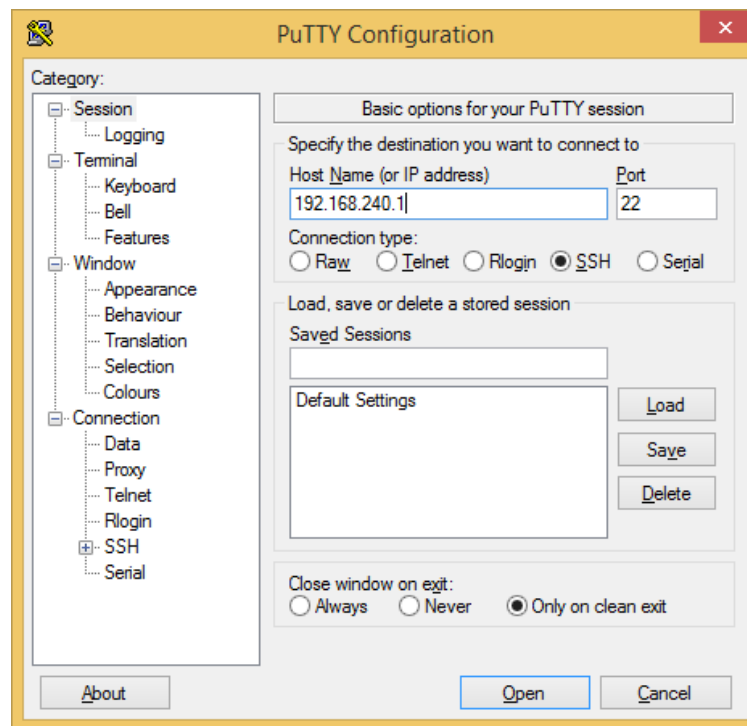 PuTTY Configuration
Category:
Session
Logging
Terminal
Keyboard
Bell
Features
Window
Appearance
Behaviour
Translation
Selection
Colours
Connection
Data
Proxy
Telnet
Rlogin
SSH
Serial
Basic options for your PuTTY session
Specify the destination you want to connect to
Host Name (or IP address) Port
192.168.240.1 22
Connection type:
Raw Telnet Rlogin SSH Serial
Load, save or delete a stored session
Saved Sessions
Default Settings
Load
Save
Delete
Close window on exit:
Always Never Only on clean exit
About Open Cancel